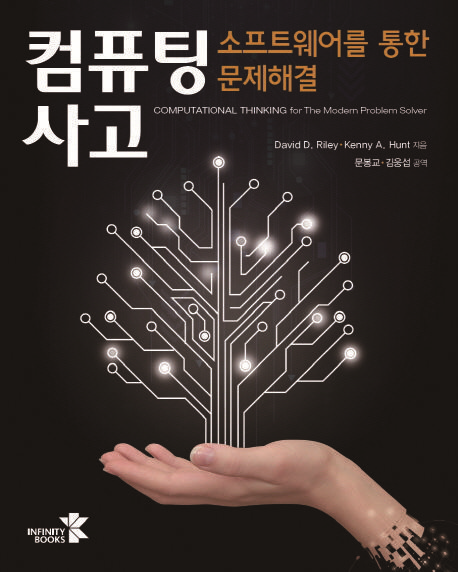 컴퓨팅 사고
소프트웨어를 통한
문제해결
COMPUTATIONAL THINKING for The Modern Problem Solver
David D. Riley•Kenny A. Hunt 지음
문봉교•김웅섭 공역
INFINITY
BOOKS